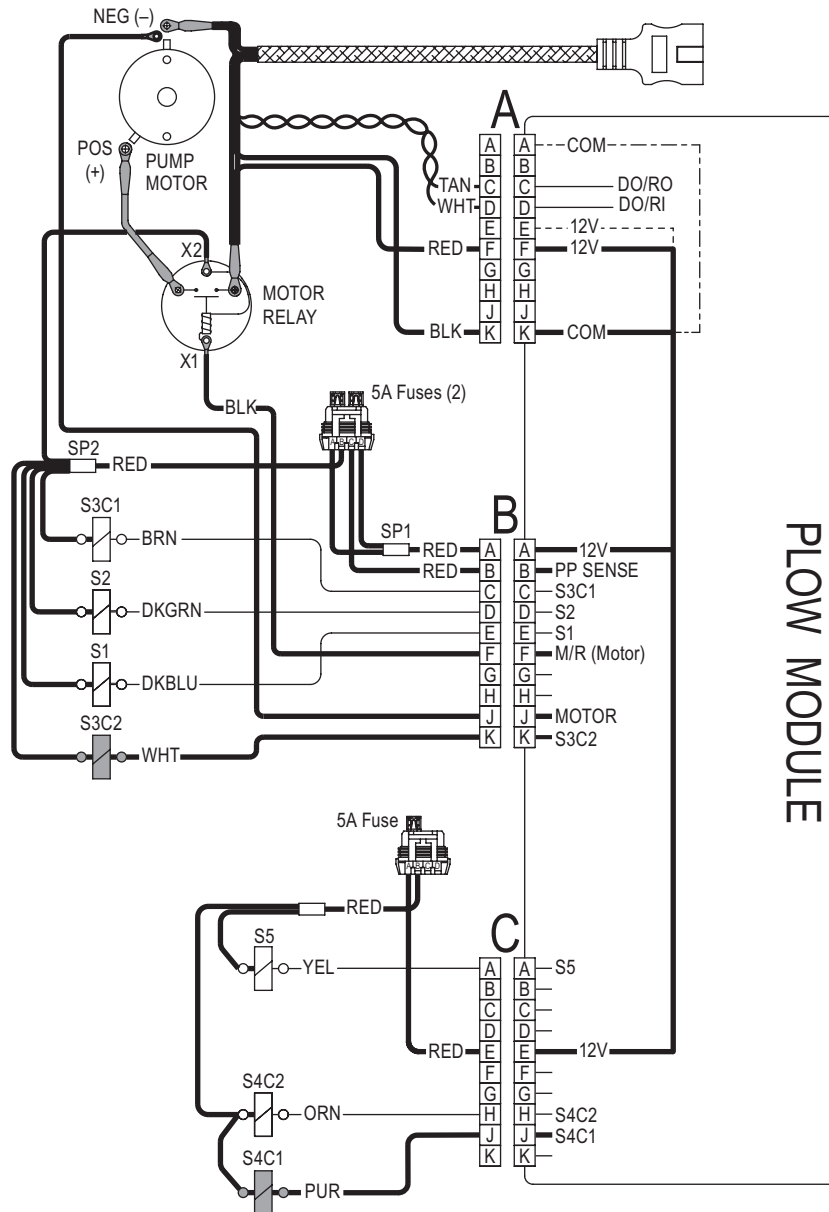 NEG (–)
POS
(+)
PUMP
MOTOR
X2
MOTOR
RELAY
X1
BLK
TAN
WHT
RED
BLK
A
A
B
C
D
E
F
G
H
J
K
A
B
C
D
E
F
G
H
J
K
COM
DO/RO
DO/RI
12V
12V
COM
5A Fuses (2)
A B C D
SP2
RED
SP1
RED
RED
S3C1
BRN
S2
DKGRN
S1
DKBLU
S3C2
WHT
B
A
B
C
D
E
F
G
H
J
K
A
B
C
D
E
F
G
H
J
K
12V
PP SENSE
S3C1
S2
S1
M/R (Motor)
MOTOR
S3C2
PLOW MODULE
5A Fuse
A B C D
RED
S5
YEL
RED
S4C2
ORN
S4C1
PUR
C
A
B
C
D
E
F
G
H
J
K
A
B
C
D
E
F
G
H
J
K
S5
12V
S4C2
S4C1